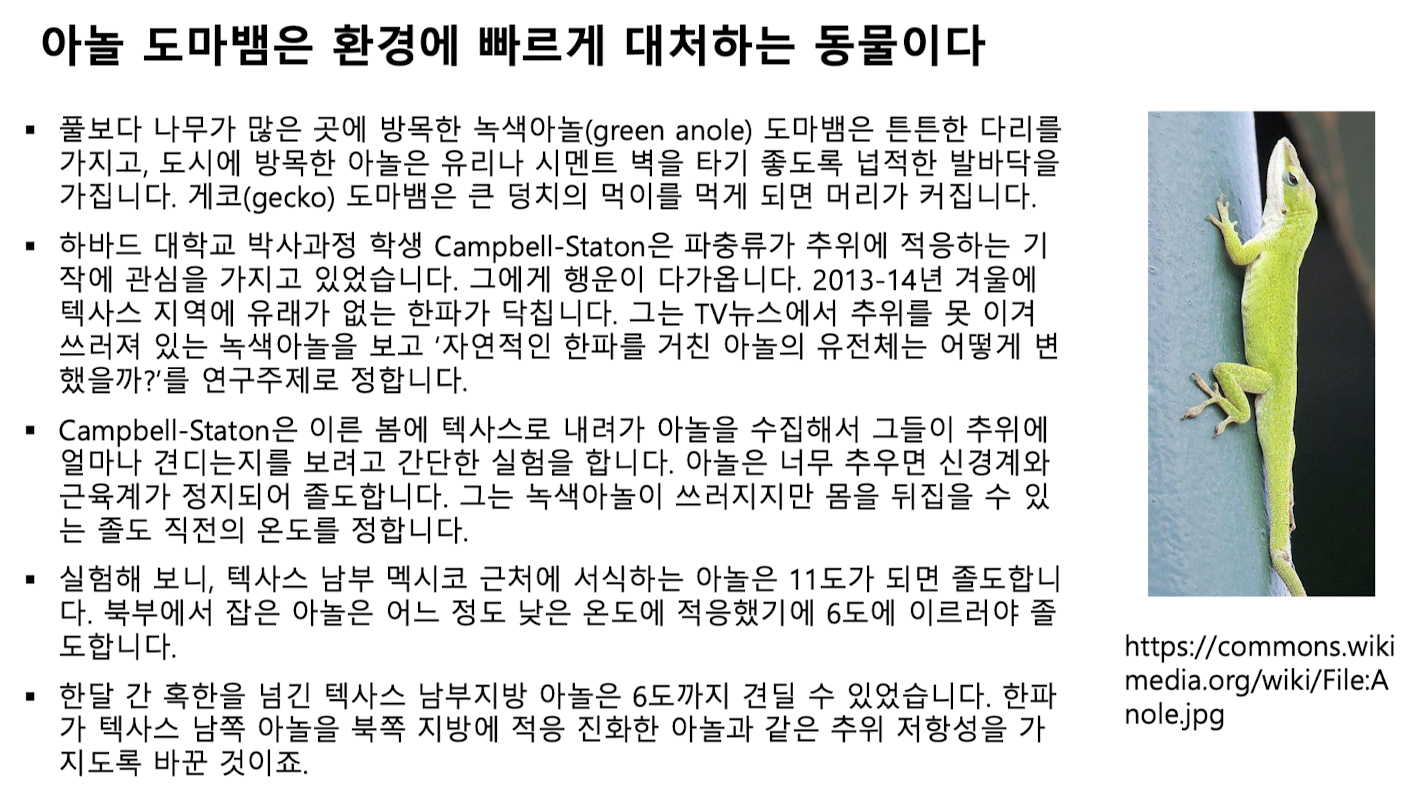 아놀 도마뱀은 환경에 빠르게 대처하는 동물이다
▪ 풀보다 나무가 많은 곳에 방목한 녹색아놀(green anole) 도마뱀은 튼튼한 다리를
가지고, 도시에 방목한 아놀은 유리나 시멘트 벽을 타기 좋도록 넙적한 발바닥을
가집니다. 게코(gecko) 도마뱀은 큰 덩치의 먹이를 먹게 되면 머리가 커집니다.
▪ 하바드 대학교 박사과정 학생 Campbell-Staton은 파충류가 추위에 적응하는 기
작에 관심을 가지고 있었습니다. 그에게 행운이 다가옵니다. 2013-14년 겨울에
텍사스 지역에 유래가 없는 한파가 닥칩니다. 그는 TV뉴스에서 추위를 못 이겨
쓰러져 있는 녹색아놀을 보고 ‘자연적인 한파를 거친 아놀의 유전체는 어떻게 변
했을까?’를 연구주제로 정합니다.
▪ Campbell-Staton은 이른 봄에 텍사스로 내려가 아놀을 수집해서 그들이 추위에
얼마나 견디는지를 보려고 간단한 실험을 합니다. 아놀은 너무 추우면 신경계와
근육계가 정지되어 졸도합니다. 그는 녹색아놀이 쓰러지지만 몸을 뒤집을 수 있
는 졸도 직전의 온도를 정합니다.
▪ 실험해 보니, 텍사스 남부 멕시코 근처에 서식하는 아놀은 11도가 되면 졸도합니
다. 북부에서 잡은 아놀은 어느 정도 낮은 온도에 적응했기에 6도에 이르러야 졸
도합니다.
▪ 한달 간 혹한을 넘긴 텍사스 남부지방 아놀은 6도까지 견딜 수 있었습니다. 한파
가 텍사스 남쪽 아놀을 북쪽 지방에 적응 진화한 아놀과 같은 추위 저항성을 가
지도록 바꾼 것이죠.
https://commons.wiki
media.org/wiki/File:A
nole.jpg